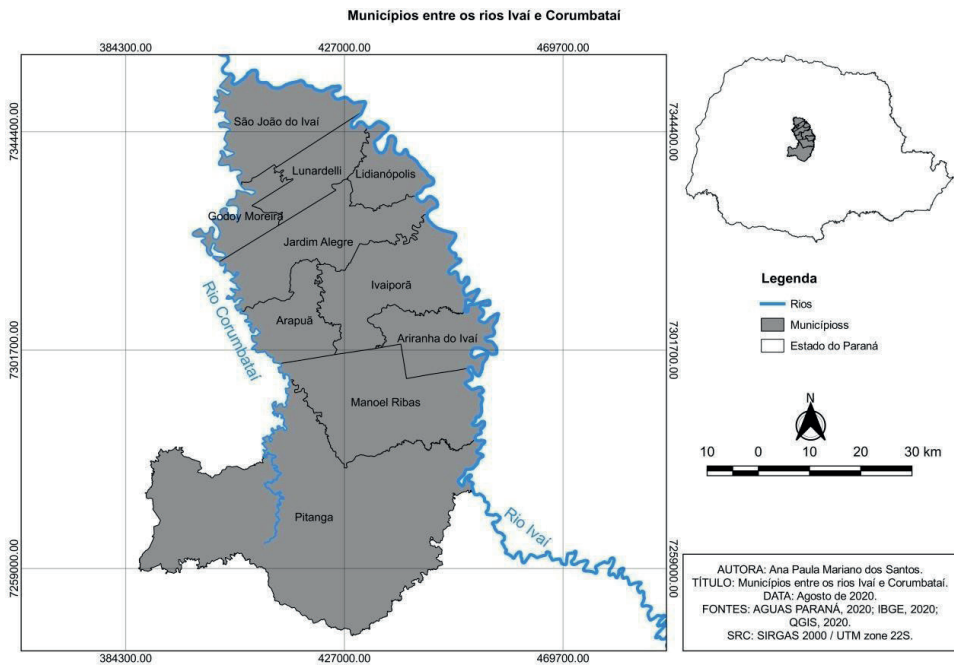 Municípios entre os rios Ivaí e Corumbataí
384300.00 427000.00 469700.00
7344400.00 7344400.00
São João do Ivaí
Lunardelli
Lidianópolis
Godoy Moreira
Jardim Alegre
Ivaiporã
Rio Corumbataí
Arapuã
Ariranha do Ivaí
7301700.00 7301700.00
Manoel Ribas
Pitanga
Rio Ivaí
7259000.00 7259000.00
384300.00 427000.00 469700.00
Legenda
Rios
Municípioss
Estado do Paraná
N
10 0 10 20 30 km
AUTORA: Ana Paula Mariano dos Santos.
TÍTULO: Municípios entre os rios Ivaí e Corumbataí.
DATA: Agosto de 2020.
FONTES: AGUAS PARANÁ, 2020; IBGE, 2020;
QGIS, 2020.
SRC: SIRGAS 2000 / UTM zone 22S.